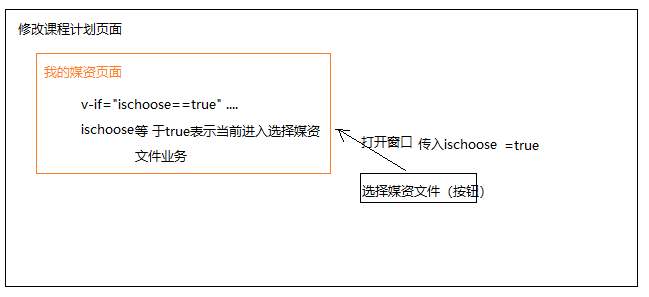 修改课程计划页面
我的媒资页面
v-if="ischoose==true" ....
ischoose等 于true表示当前进入选择媒资
文件业务
打开窗口 传入ischoose =true
选择媒资文件（按钮）